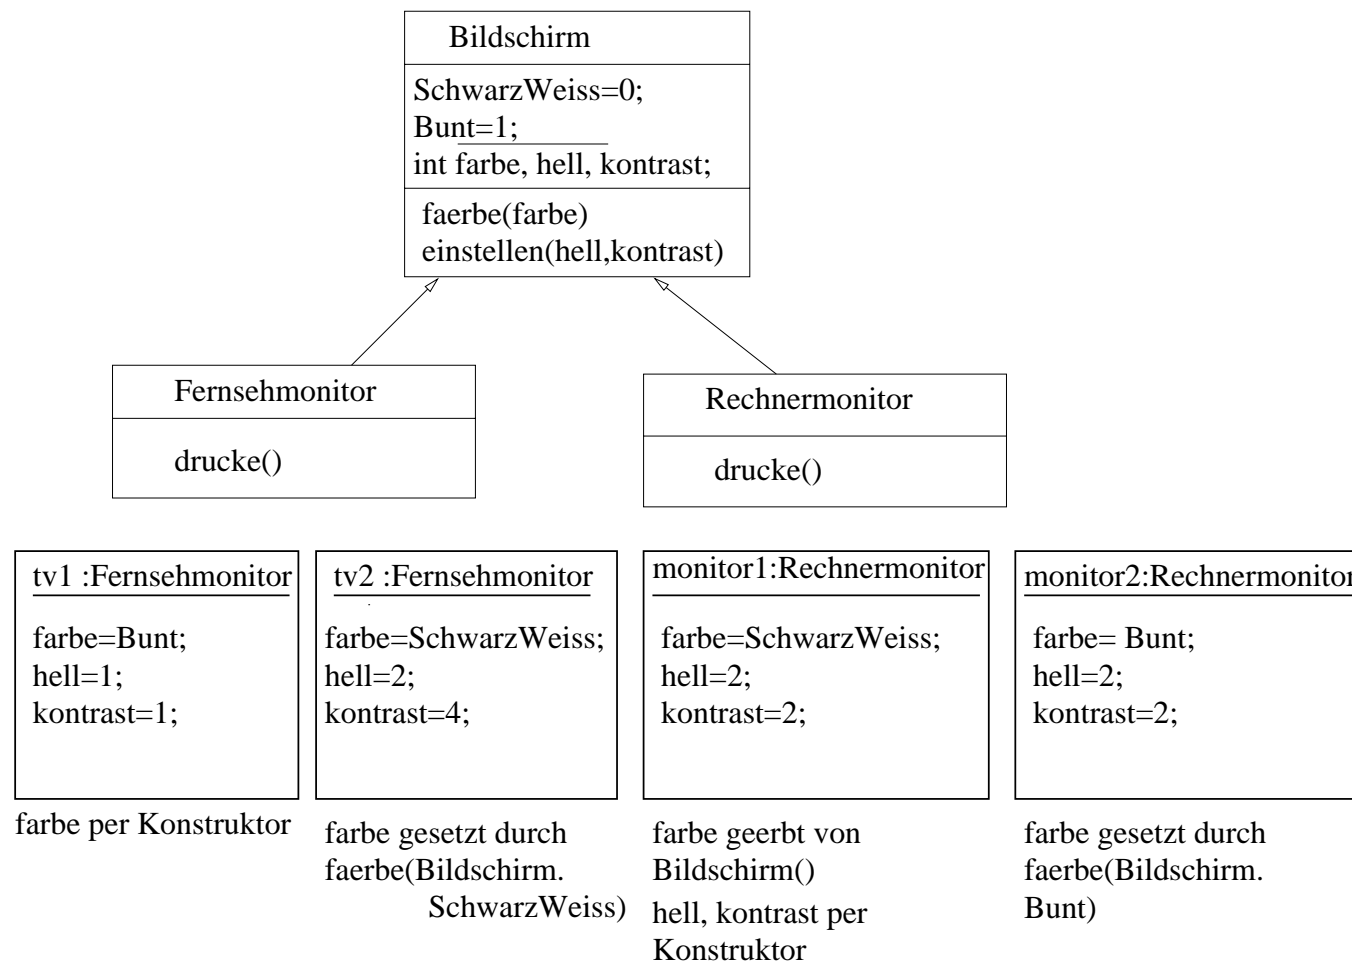 Bildschirm
SchwarzWeiss=0;
Bunt=1;
int farbe, hell, kontrast;
faerbe(farbe)
einstellen(hell,kontrast)
Fernsehmonitor
drucke()
Rechnermonitor
drucke()
tv1 :Fernsehmonitor
farbe=Bunt;
hell=1;
kontrast=1;
farbe per Konstruktor
tv2 :Fernsehmonitor
farbe=SchwarzWeiss;
hell=2;
kontrast=4;
farbe gesetzt durch
faerbe(Bildschirm.
SchwarzWeiss)
monitor1:Rechnermonitor
farbe=SchwarzWeiss;
hell=2;
kontrast=2;
farbe geerbt von
Bildschirm()
hell, kontrast per
Konstruktor
monitor2:Rechnermonitor
farbe= Bunt;
hell=2;
kontrast=2;
farbe gesetzt durch
faerbe(Bildschirm.
Bunt)